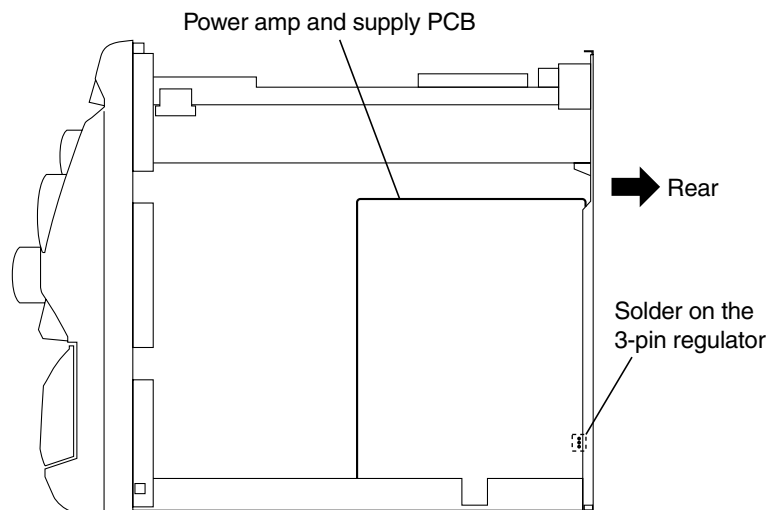 Power amp and supply PCB
Rear
Solder on the
3-pin regulator